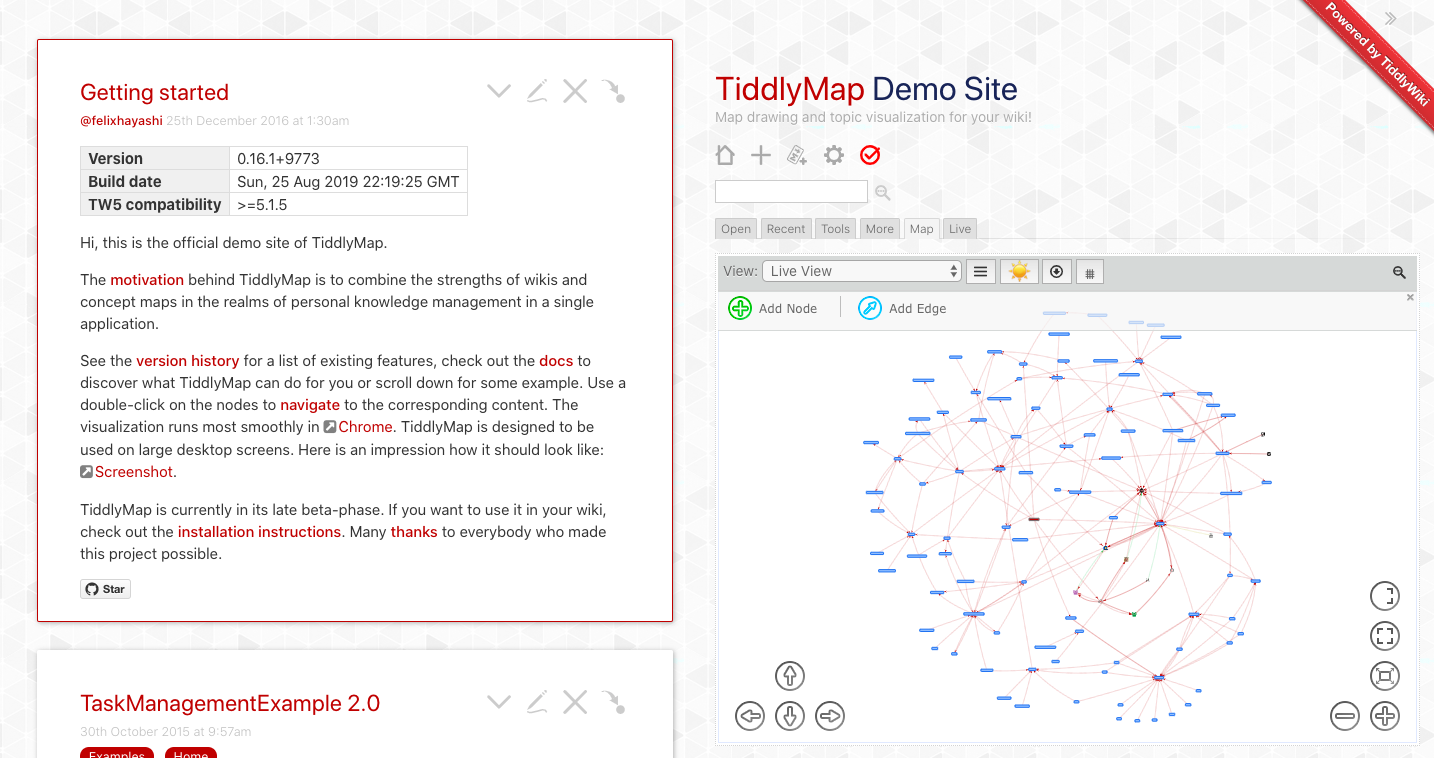 Getting started
@felixhayashi 25th December 2016 at 1:30am
Version 0.16.1+9773
Build date Sun, 25 Aug 2019 22:19:25 GMT
TW5 compatibility >=5.1.5
Hi, this is the official demo site of TiddlyMap.
The motivation behind TiddlyMap is to combine the strengths of wikis and
concept maps in the realms of personal knowledge management in a single
application.
See the version history for a list of existing features, check out the docs to
discover what TiddlyMap can do for you or scroll down for some example. Use a
double-click on the nodes to navigate to the corresponding content. The
visualization runs most smoothly in Chrome. TiddlyMap is designed to be
used on large desktop screens. Here is an impression how it should look like:
Screenshot.
TiddlyMap is currently in its late beta-phase. If you want to use it in your wiki,
check out the installation instructions. Many thanks to everybody who made
this project possible.
Star
TaskManagementExample 2.0
30th October 2015 at 9:57am
Examples Home
TiddlyMap Demo Site
Map drawing and topic visualization for your wiki!
Open Recent Tools More Map Live
View: Live View
Add Node Add Edge
Powered by TiddlyWiki